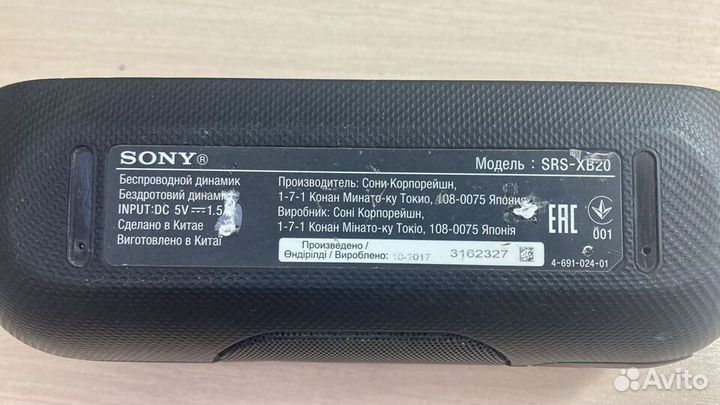 SONY®
Модель : SRS-XB20
Беспроводной динамик
Бездротовий динамік
INPUT:DC 5V⎓1.5
Сделано в Китае
Виготовлено в Китаї
Производитель: Сони Корпорейшн,
1-7-1 Конан Минато-ку Токио, 108-0075 Япония
Виробник: Соні Корпорейшн,
1-7-1 Конан Мінато-ку Токіо, 108-0075 Японія
Произведено /
Өндірілді / Вироблено: 10-2017 3162327
EAC
001
4-691-024-01
Avito